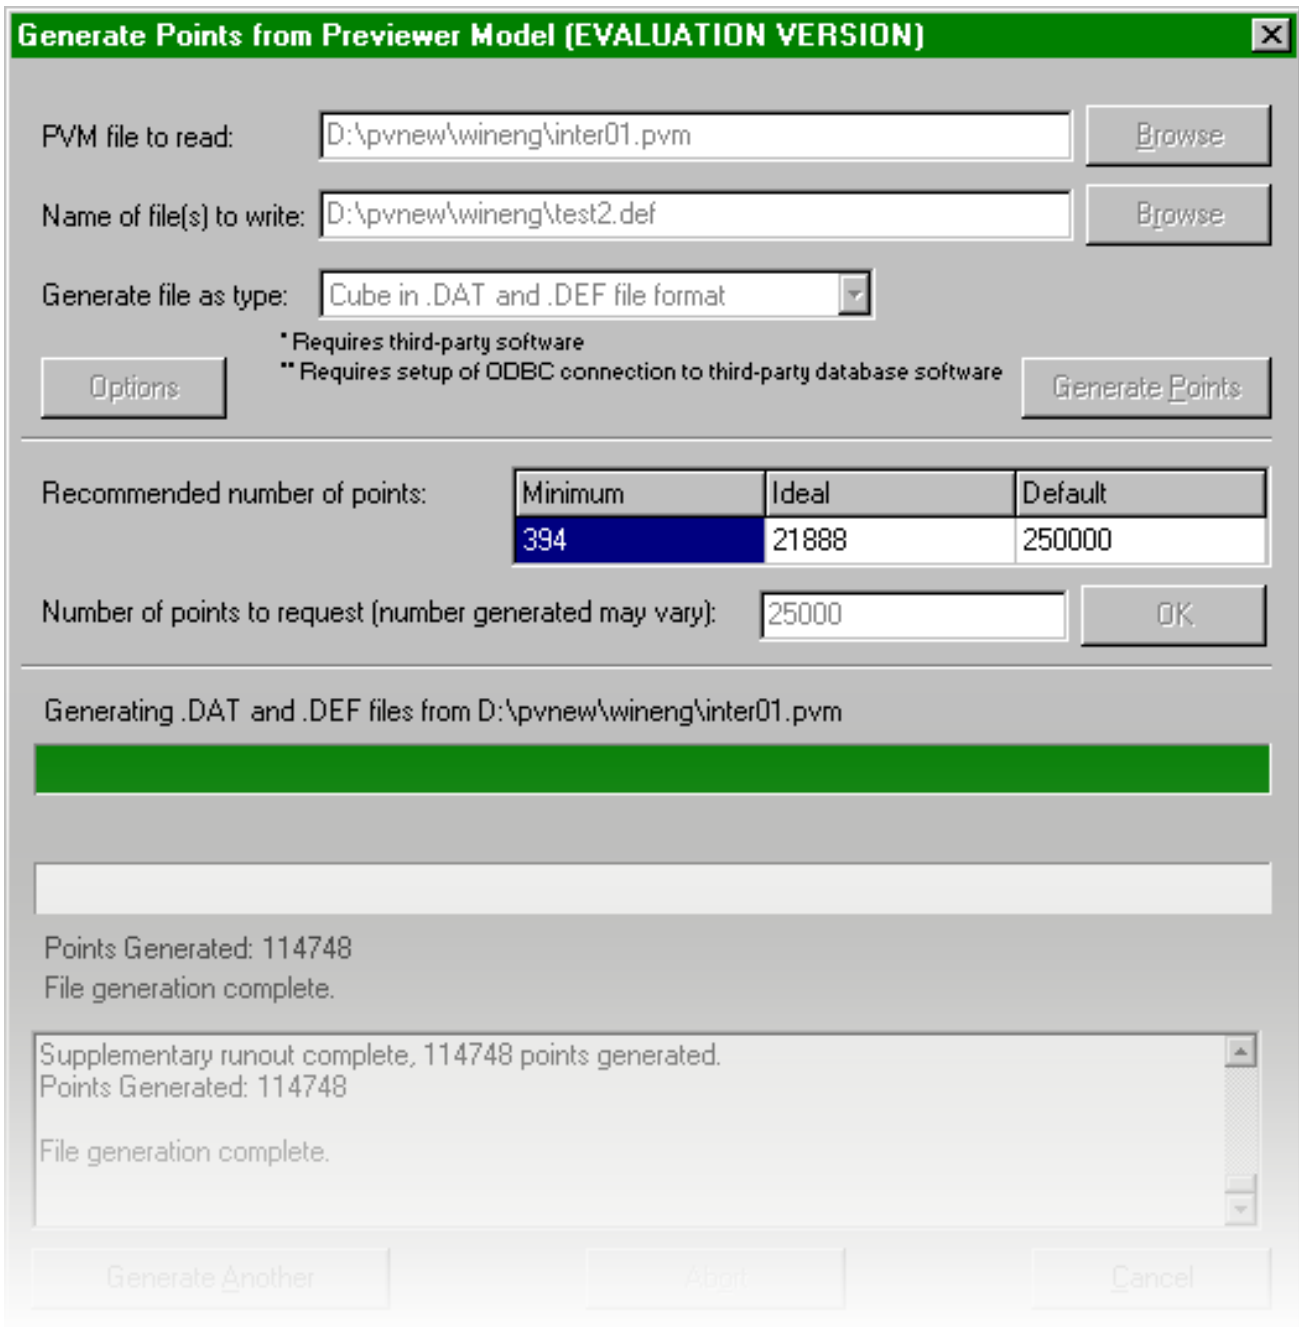 Generate Points from Previewer Model (EVALUATION VERSION)
PVM file to read: D:\pvnew\wineng\inter01.pvm Browse
Name of file(s) to write: D:\pvnew\wineng\test2.def Browse
Generate file as type: Cube in .DAT and .DEF file format
* Requires third-party software
** Requires setup of ODBC connection to third-party database software
Options Generate Points
Recommended number of points: Minimum Ideal Default
394 21888 250000
Number of points to request (number generated may vary): 25000 OK
Generating .DAT and .DEF files from D:\pvnew\wineng\inter01.pvm
Points Generated: 114748
File generation complete.
Supplementary runout complete, 114748 points generated.
Points Generated: 114748
File generation complete.
Generate Another Abort Cancel